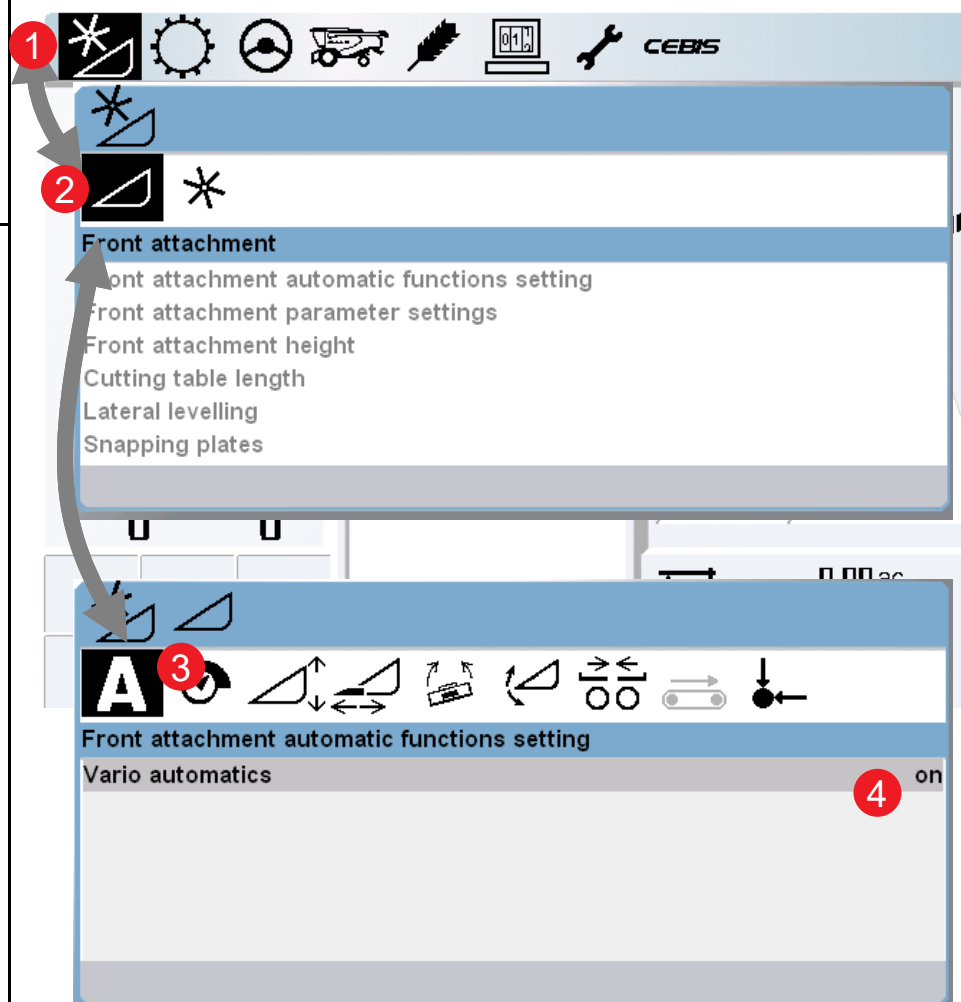 1
01
CEBIS
2
Front attachment
Front attachment automatic functions setting
Front attachment parameter settings
Front attachment height
Cutting table length
Lateral levelling
Snapping plates
0 0
0.00 ac
A 3
Front attachment automatic functions setting
Vario automatics on
4